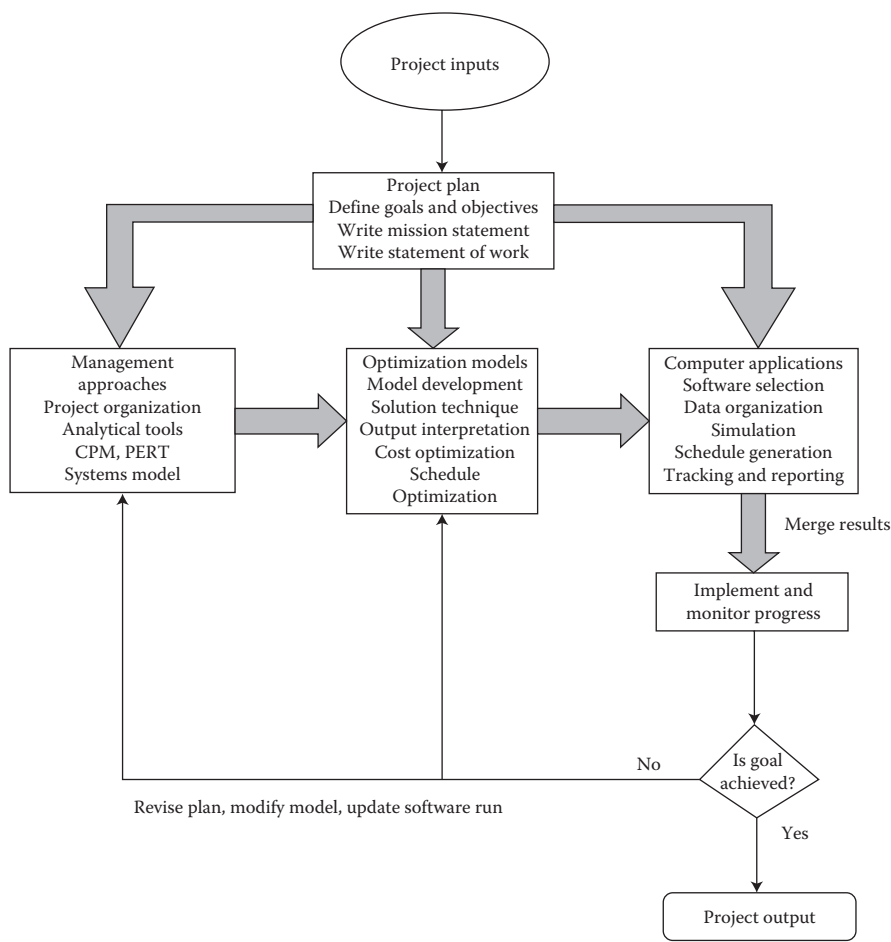 Project inputs
Project plan
Define goals and objectives
Write mission statement
Write statement of work
Management
approaches
Project organization
Analytical tools
CPM, PERT
Systems model
Optimization models
Model development
Solution technique
Output interpretation
Cost optimization
Schedule
Optimization
Computer applications
Software selection
Data organization
Simulation
Schedule generation
Tracking and reporting
Merge results
Implement and
monitor progress
Is goal
achieved?
No
Revise plan, modify model, update software run
Yes
Project output